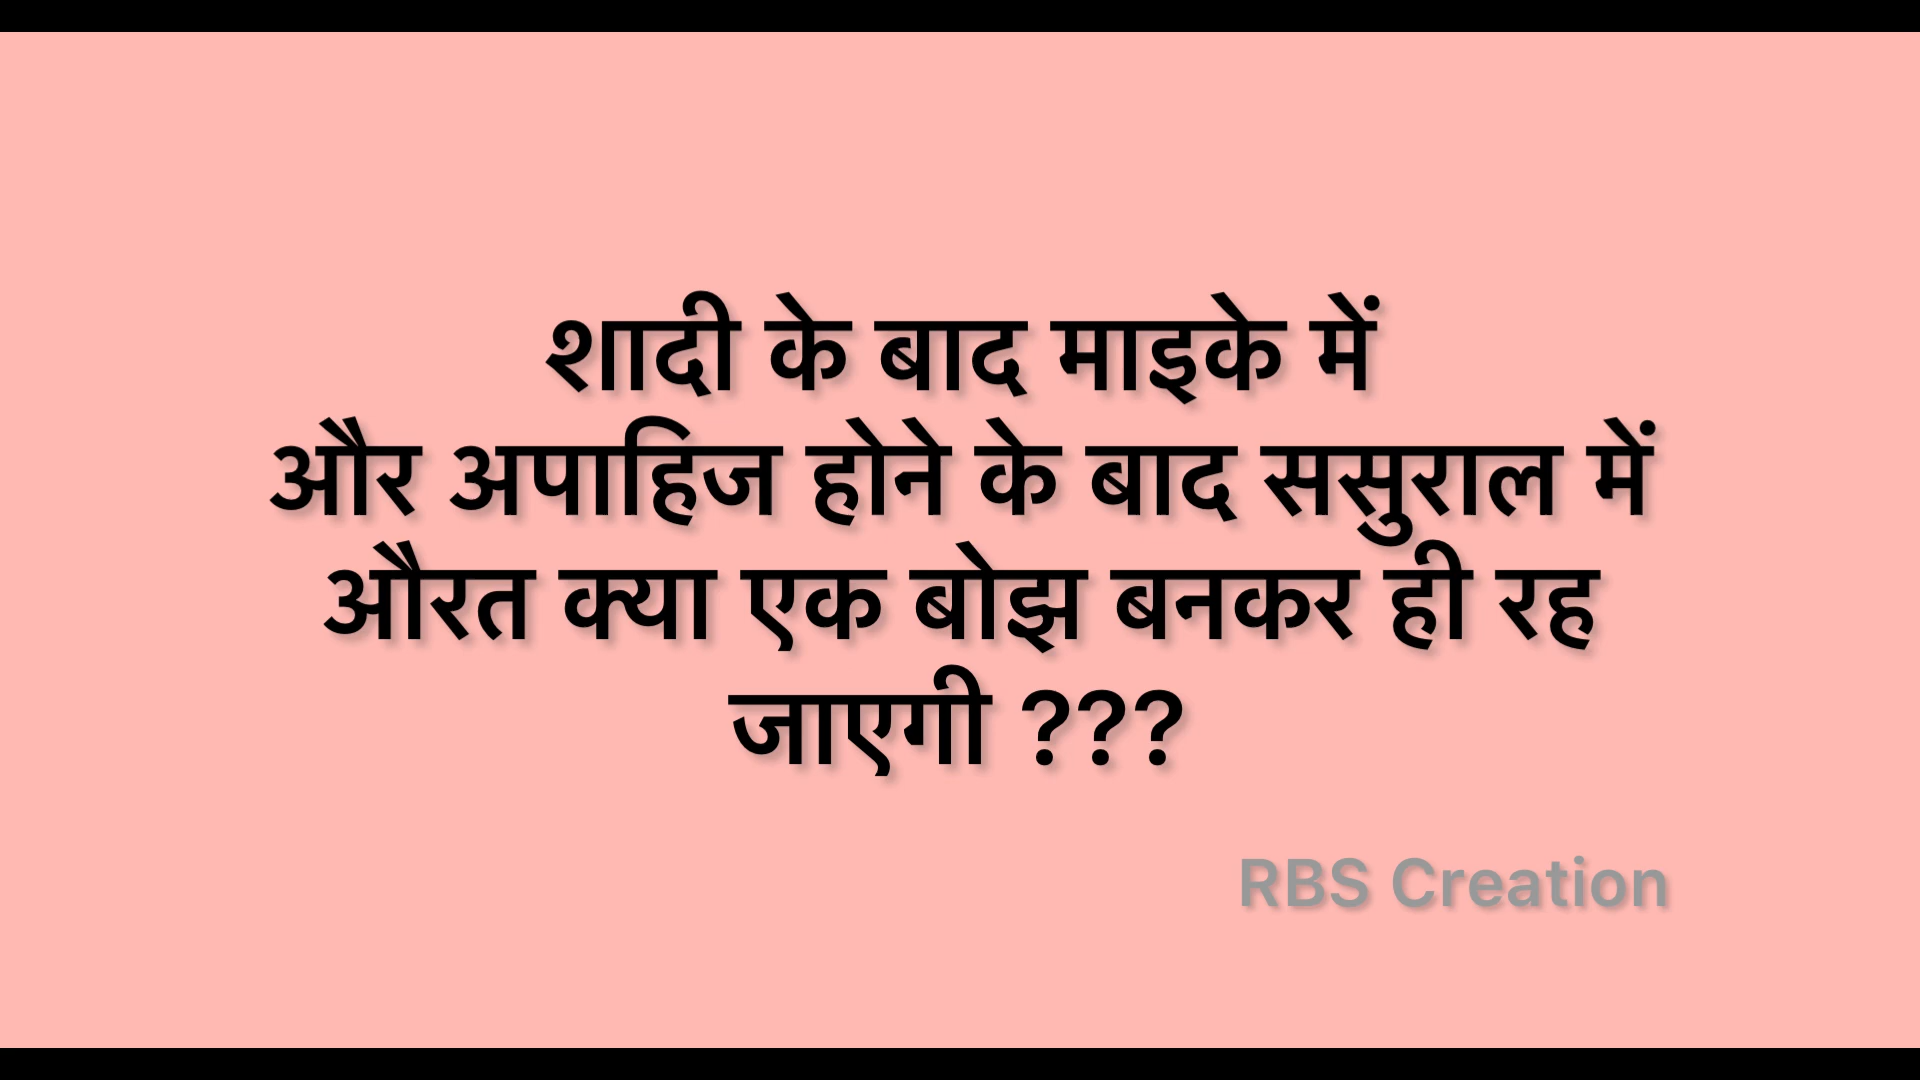 शादी के बाद माइके में
और अपाहिज होने के बाद ससुराल में
औरत क्या एक बोझ बनकर ही रह
जाएगी ???
RBS Creation